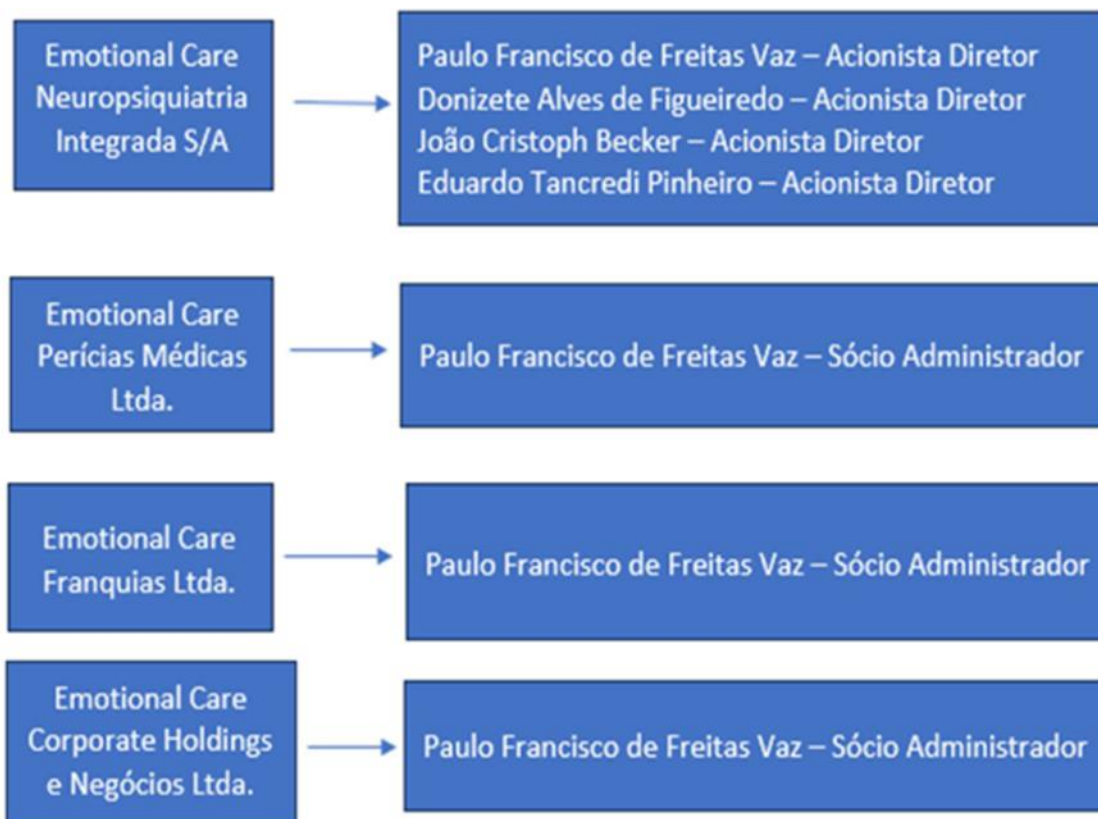 Emotional Care
Neuropsiquiatria
Integrada S/A
Paulo Francisco de Freitas Vaz – Acionista Diretor
Donizete Alves de Figueiredo – Acionista Diretor
João Cristoph Becker – Acionista Diretor
Eduardo Tancredi Pinheiro – Acionista Diretor
Emotional Care
Perícias Médicas
Ltda.
Paulo Francisco de Freitas Vaz – Sócio Administrador
Emotional Care
Franquias Ltda.
Paulo Francisco de Freitas Vaz – Sócio Administrador
Emotional Care
Corporate Holdings
e Negócios Ltda.
Paulo Francisco de Freitas Vaz – Sócio Administrador